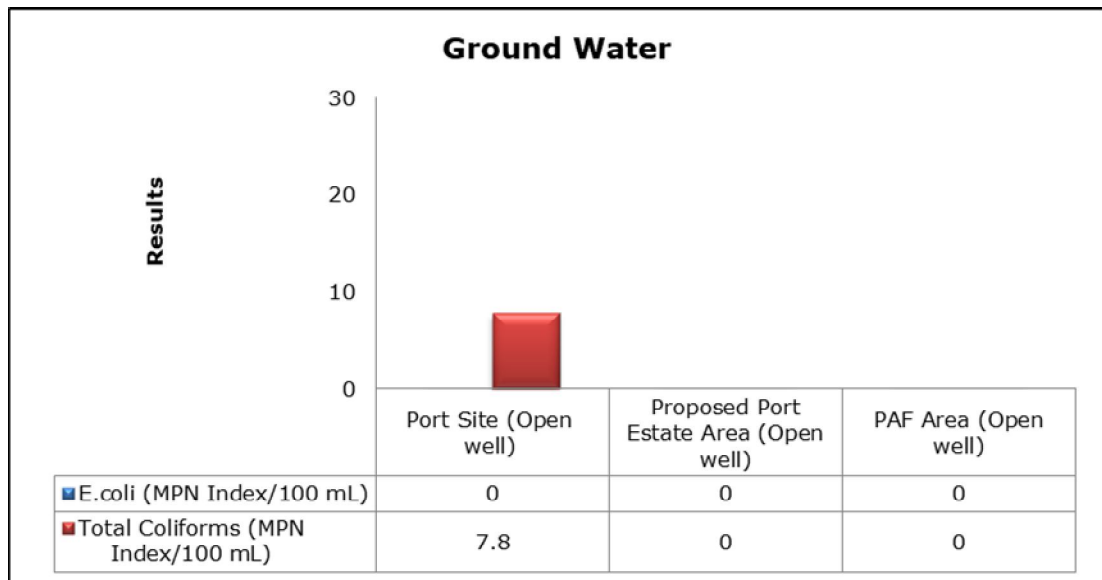 Ground Water
Results
30
20
10
0
Port Site (Open
well)
Proposed Port
Estate Area (Open
well)
PAF Area (Open
well)
E.coli (MPN Index/100 mL) 0 0 0
Total Coliforms (MPN
Index/100 mL) 7.8 0 0